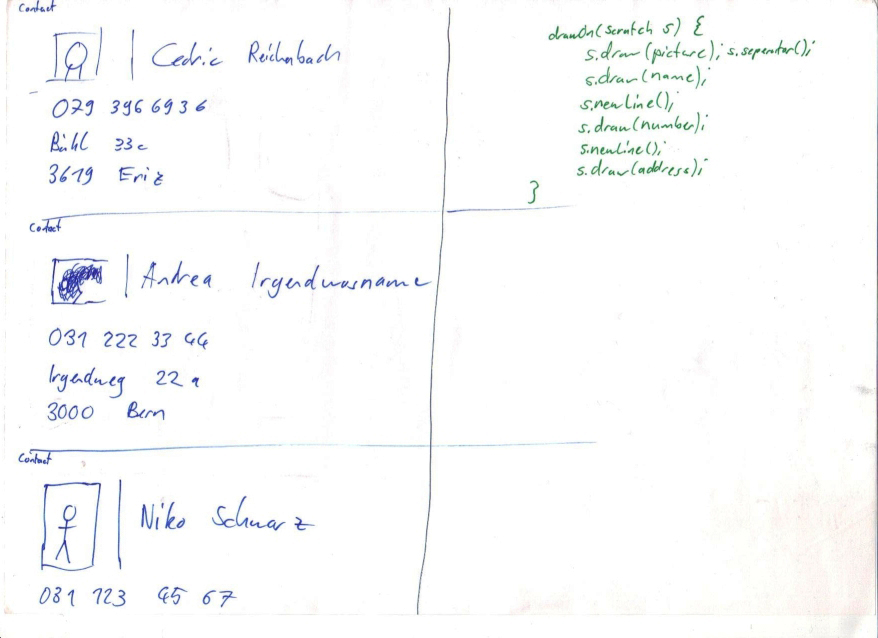 Contact
Cedric Reichenbach
079 396 69 36
Bühl 33c
3619 Eriz
Contact
Andrea Irgendwasname
031 222 33 44
Irgendweg 22a
3000 Bern
Contact
Niko Schwarz
031 123 45 67
drawOn(Scratch s) {
s.draw(picture); s.seperator();
s.draw(name);
s.newLine();
s.draw(number);
s.newLine();
s.draw(address);
}